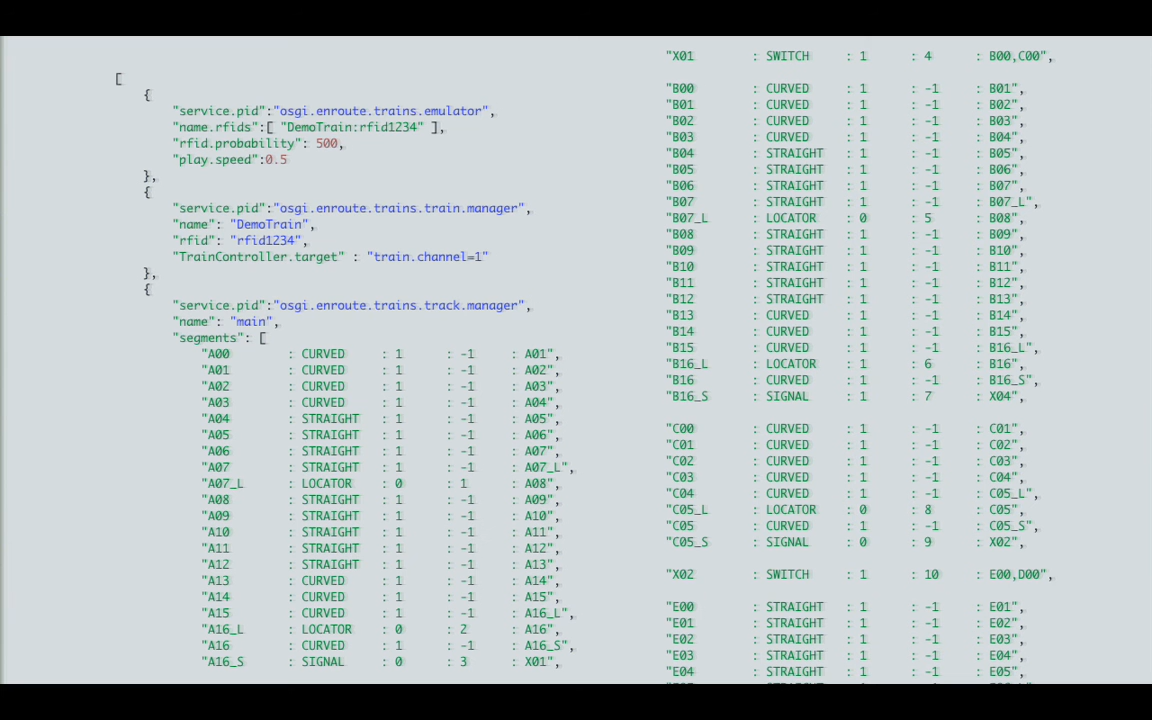 [
{
"service.pid":"osgi.enroute.trains.emulator",
"name.rfids":[ "DemoTrain:rfid1234" ],
"rfid.probability": 500,
"play.speed":0.5
},
{
"service.pid":"osgi.enroute.trains.train.manager",
"name": "DemoTrain",
"rfid": "rfid1234",
"TrainController.target" : "train.channel=1"
},
{
"service.pid":"osgi.enroute.trains.track.manager",
"name": "main",
"segments": [
"A00 : CURVED : 1 : -1 : A01",
"A01 : CURVED : 1 : -1 : A02",
"A02 : CURVED : 1 : -1 : A03",
"A03 : CURVED : 1 : -1 : A04",
"A04 : STRAIGHT : 1 : -1 : A05",
"A05 : STRAIGHT : 1 : -1 : A06",
"A06 : STRAIGHT : 1 : -1 : A07",
"A07 : STRAIGHT : 1 : -1 : A07_L",
"A07_L : LOCATOR : 0 : 1 : A08",
"A08 : STRAIGHT : 1 : -1 : A09",
"A09 : STRAIGHT : 1 : -1 : A10",
"A10 : STRAIGHT : 1 : -1 : A11",
"A11 : STRAIGHT : 1 : -1 : A12",
"A12 : STRAIGHT : 1 : -1 : A13",
"A13 : CURVED : 1 : -1 : A14",
"A14 : CURVED : 1 : -1 : A15",
"A15 : CURVED : 1 : -1 : A16_L",
"A16_L : LOCATOR : 0 : 2 : A16",
"A16 : CURVED : 1 : -1 : A16_S",
"A16_S : SIGNAL : 0 : 3 : X01",
"X01 : SWITCH : 1 : 4 : B00,C00",
"B00 : CURVED : 1 : -1 : B01",
"B01 : CURVED : 1 : -1 : B02",
"B02 : CURVED : 1 : -1 : B03",
"B03 : CURVED : 1 : -1 : B04",
"B04 : STRAIGHT : 1 : -1 : B05",
"B05 : STRAIGHT : 1 : -1 : B06",
"B06 : STRAIGHT : 1 : -1 : B07",
"B07 : STRAIGHT : 1 : -1 : B07_L",
"B07_L : LOCATOR : 0 : 5 : B08",
"B08 : STRAIGHT : 1 : -1 : B09",
"B09 : STRAIGHT : 1 : -1 : B10",
"B10 : STRAIGHT : 1 : -1 : B11",
"B11 : STRAIGHT : 1 : -1 : B12",
"B12 : STRAIGHT : 1 : -1 : B13",
"B13 : CURVED : 1 : -1 : B14",
"B14 : CURVED : 1 : -1 : B15",
"B15 : CURVED : 1 : -1 : B16_L",
"B16_L : LOCATOR : 1 : 6 : B16",
"B16 : CURVED : 1 : -1 : B16_S",
"B16_S : SIGNAL : 1 : 7 : X04",
"C00 : CURVED : 1 : -1 : C01",
"C01 : CURVED : 1 : -1 : C02",
"C02 : CURVED : 1 : -1 : C03",
"C03 : CURVED : 1 : -1 : C04",
"C04 : CURVED : 1 : -1 : C05_L",
"C05_L : LOCATOR : 0 : 8 : C05",
"C05 : CURVED : 1 : -1 : C05_S",
"C05_S : SIGNAL : 0 : 9 : X02",
"X02 : SWITCH : 1 : 10 : E00,D00",
"E00 : STRAIGHT : 1 : -1 : E01",
"E01 : STRAIGHT : 1 : -1 : E02",
"E02 : STRAIGHT : 1 : -1 : E03",
"E03 : STRAIGHT : 1 : -1 : E04",
"E04 : STRAIGHT : 1 : -1 : E05",